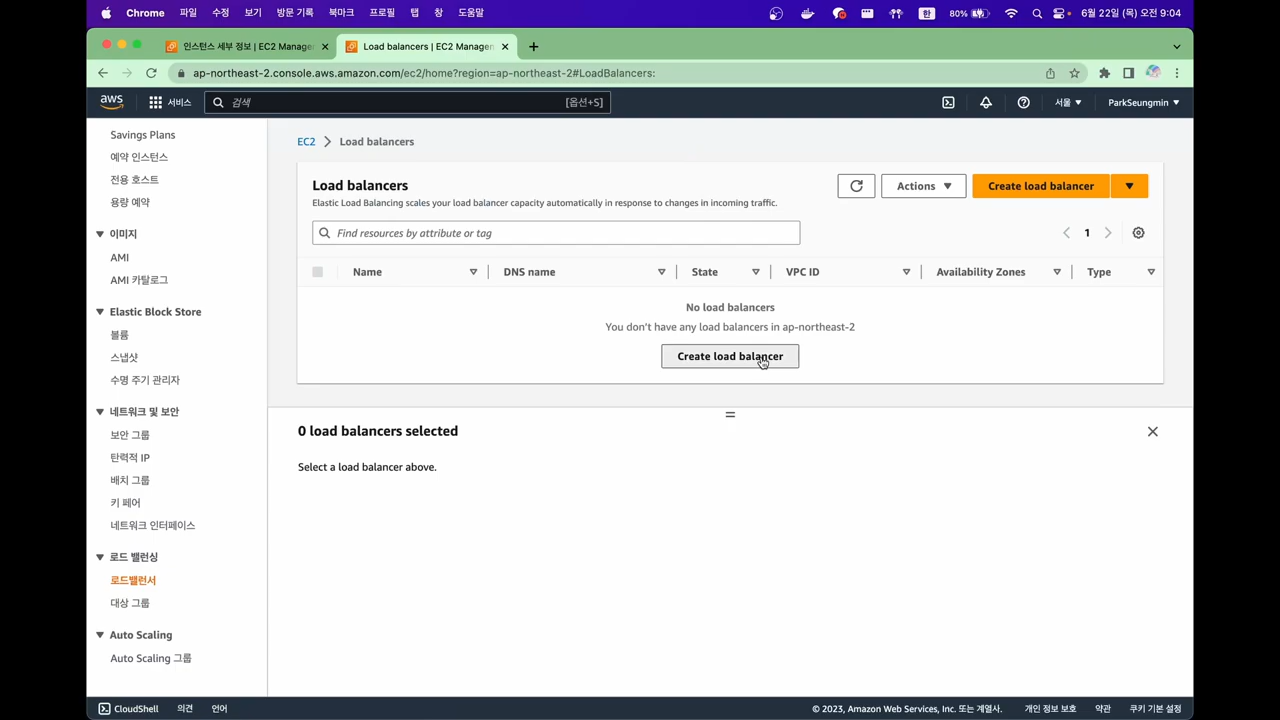 Chrome 파일 수정 보기 방문 기록 북마크 프로필 탭 창 도움말 한 80% 6월 22일 (목) 오전 9:04
인스턴스 세부 정보 | EC2 Manage Load balancers | EC2 Manage
ap-northeast-2.console.aws.amazon.com/ec2/home?region=ap-northeast-2#LoadBalancers:
aws 서비스 검색 [옵션+S] 서울 ParkSeungmin
Savings Plans
예약 인스턴스
전용 호스트
용량 예약
이미지
AMI
AMI 카탈로그
Elastic Block Store
볼륨
스냅샷
수명 주기 관리자
네트워크 및 보안
보안 그룹
탄력적 IP
배치 그룹
키 페어
네트워크 인터페이스
로드 밸런싱
로드밸런서
대상 그룹
Auto Scaling
Auto Scaling 그룹
EC2 Load balancers
Load balancers
Elastic Load Balancing scales your load balancer capacity automatically in response to changes in incoming traffic.
Actions Create load balancer
Find resources by attribute or tag 1
Name DNS name State VPC ID Availability Zones Type
No load balancers
You don't have any load balancers in ap-northeast-2
Create load balancer
0 load balancers selected
Select a load balancer above.
CloudShell 의견 언어 © 2023, Amazon Web Services, Inc. 또는 계열사. 개인 정보 보호 약관 쿠키 기본 설정